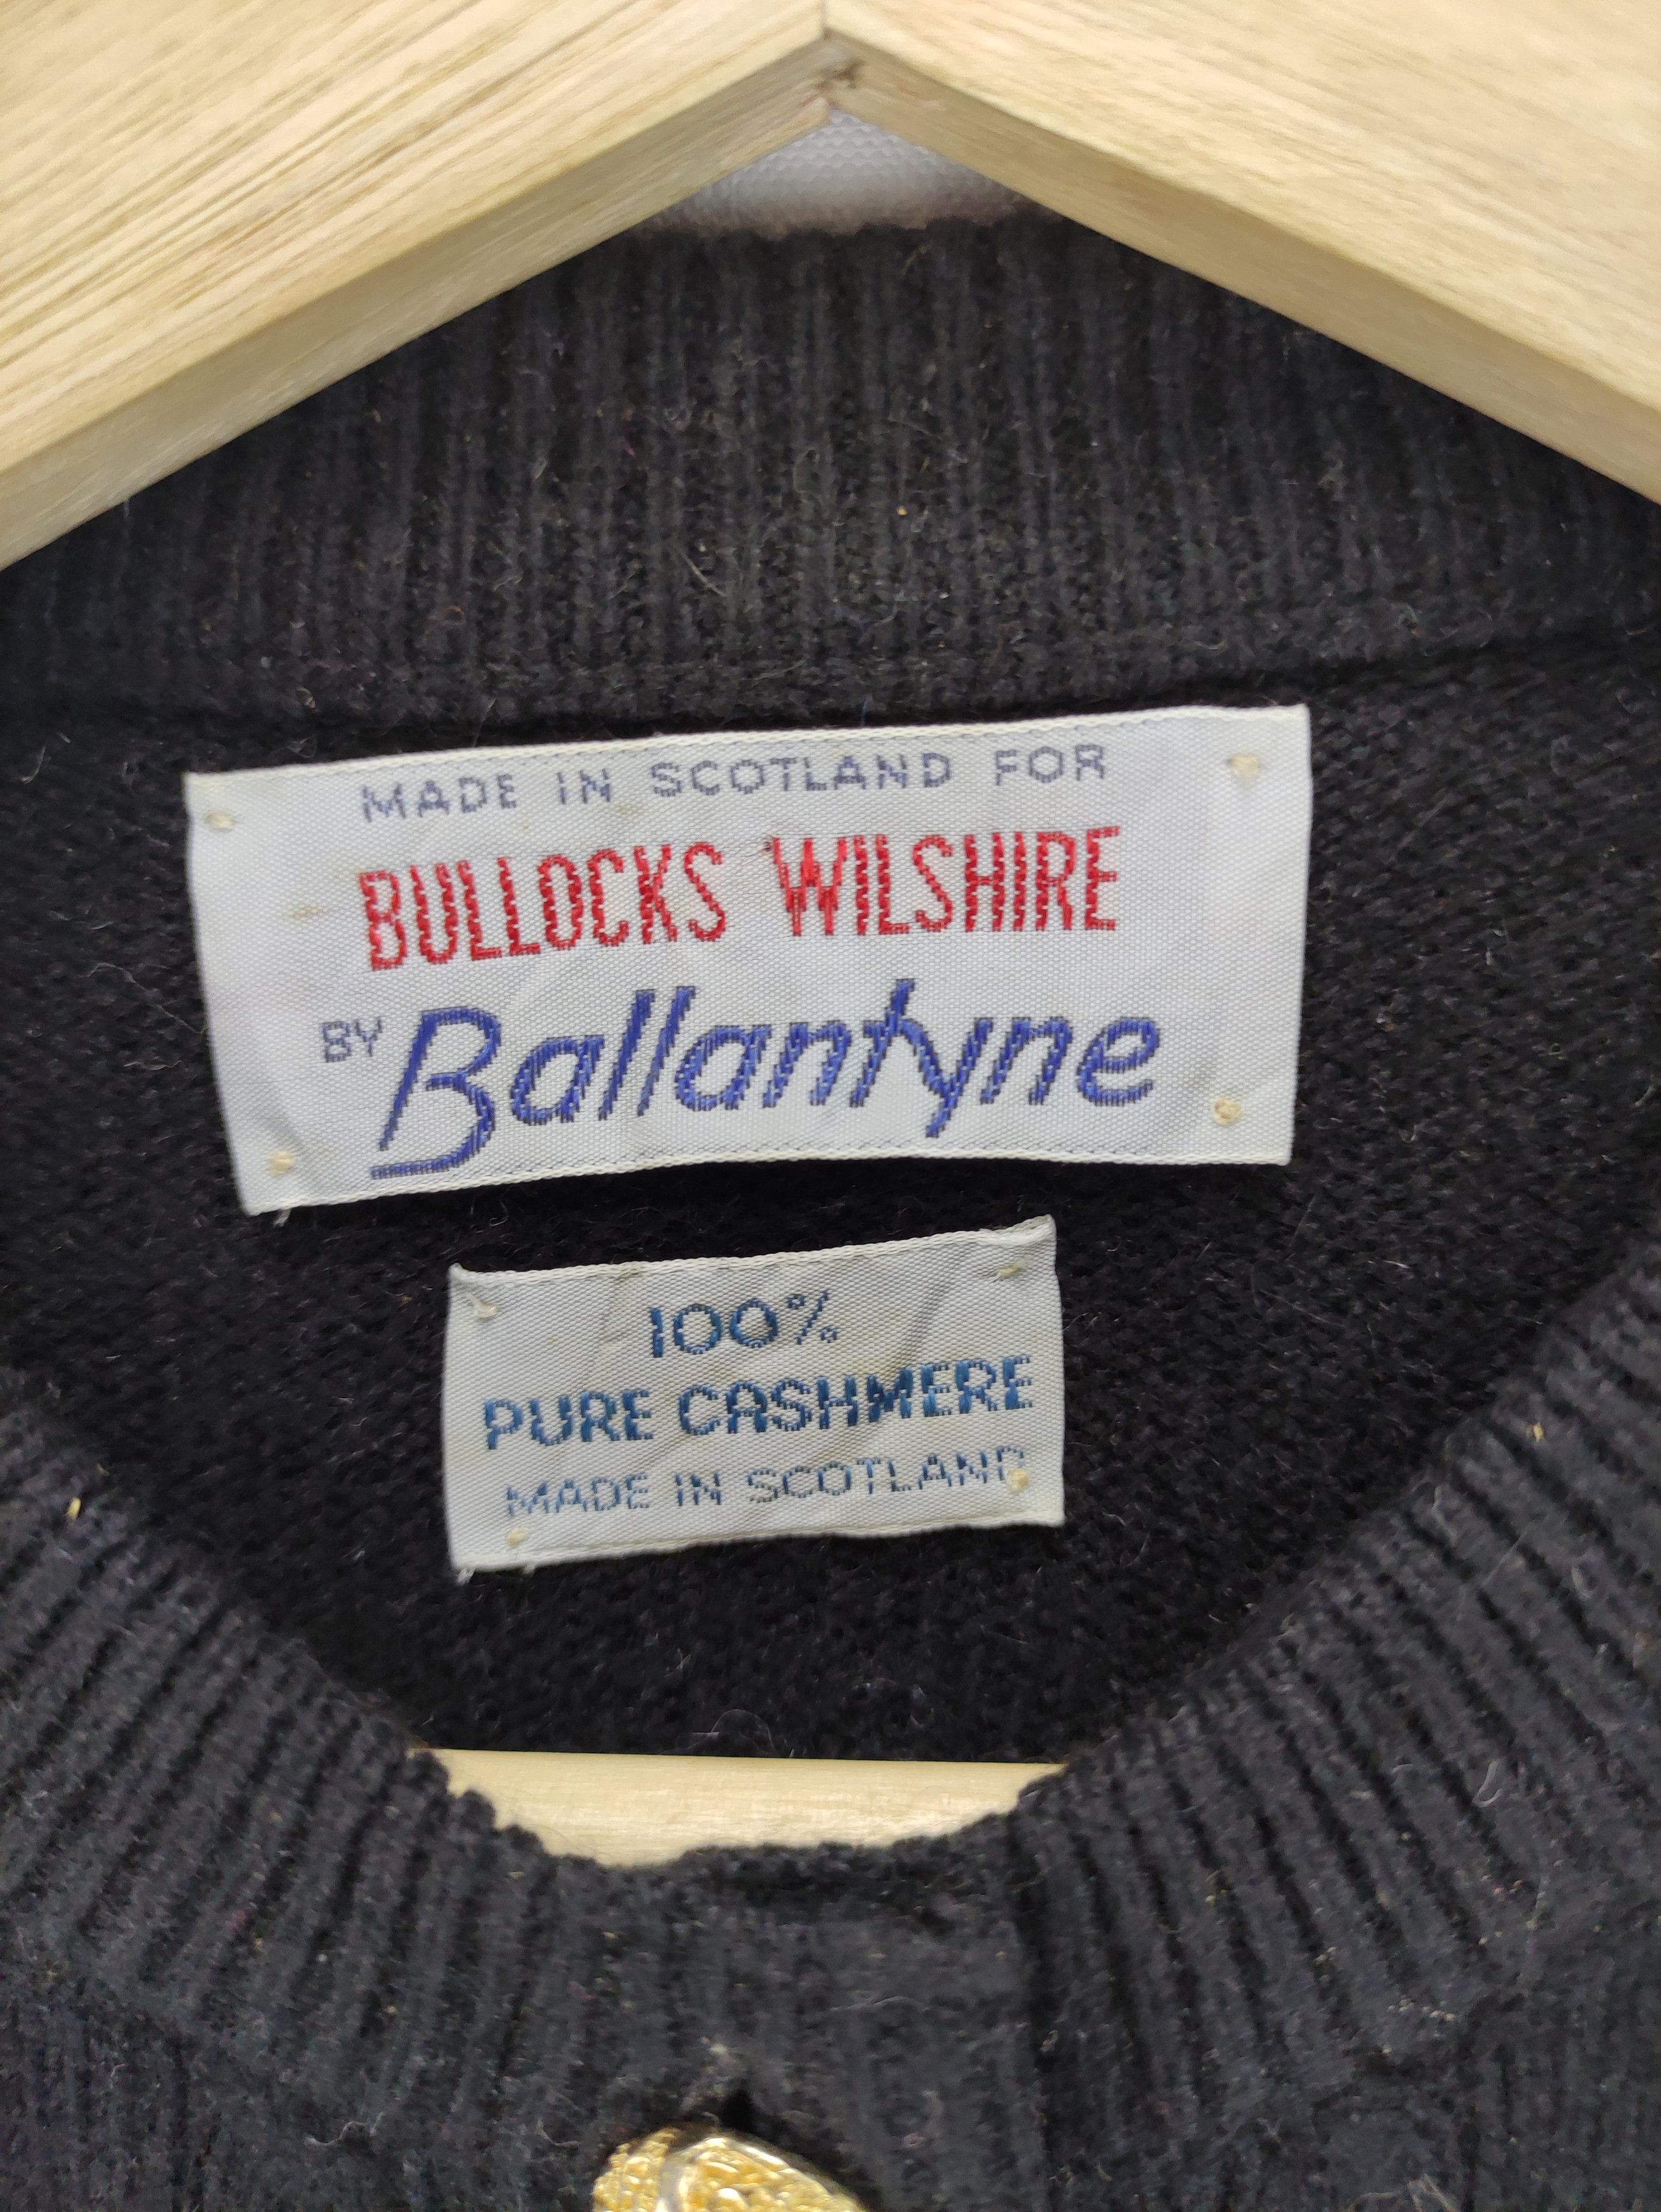 MADE IN SCOTLAND FOR
BULLOCKS WILSHIRE
BY Ballantyne
100%
PURE CASHMERE
MADE IN SCOTLAND